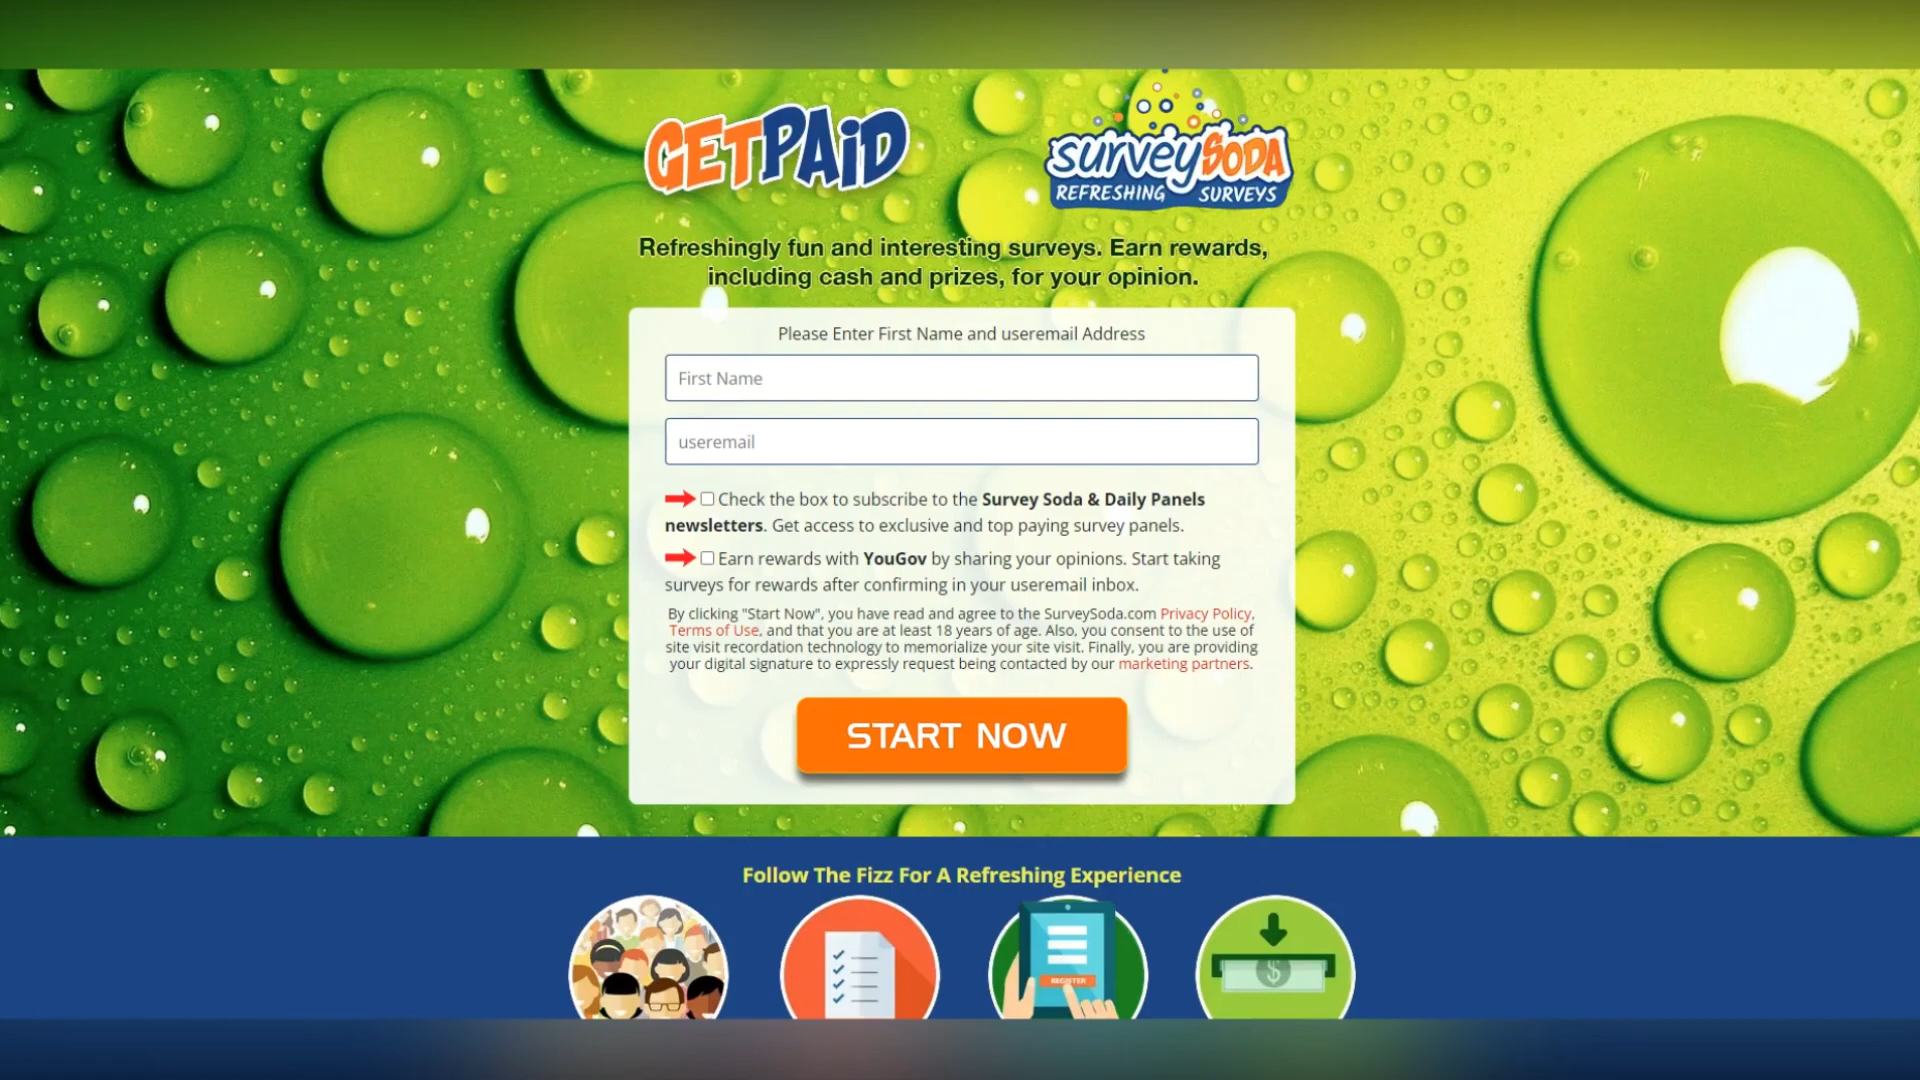 GETPAiD
surveySODA
REFRESHING SURVEYS
Refreshingly fun and interesting surveys. Earn rewards,
including cash and prizes, for your opinion.
Please Enter First Name and useremail Address
First Name
useremail
Check the box to subscribe to the Survey Soda & Daily Panels
newsletters. Get access to exclusive and top paying survey panels.
Earn rewards with YouGov by sharing your opinions. Start taking
surveys for rewards after confirming in your useremail inbox.
By clicking "Start Now", you have read and agree to the SurveySoda.com Privacy Policy,
Terms of Use, and that you are at least 18 years of age. Also, you consent to the use of
site visit recordation technology to memorialize your site visit. Finally, you are providing
your digital signature to expressly request being contacted by our marketing partners.
START NOW
Follow The Fizz For A Refreshing Experience
REGISTER
$